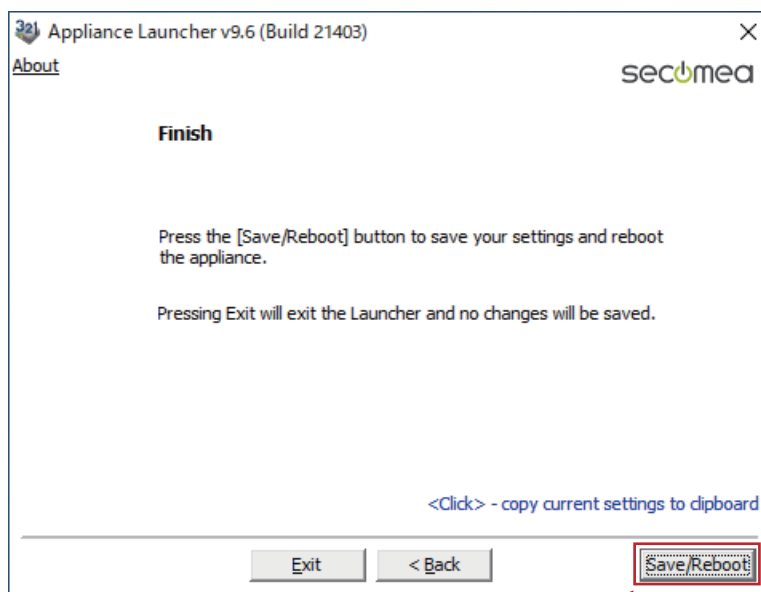 Appliance Launcher v9.6 (Build 21403)
About
secomea
Finish
Press the [Save/Reboot] button to save your settings and reboot
the appliance.
Pressing Exit will exit the Launcher and no changes will be saved.
<Click> - copy current settings to clipboard
Exit
< Back
Save/Reboot